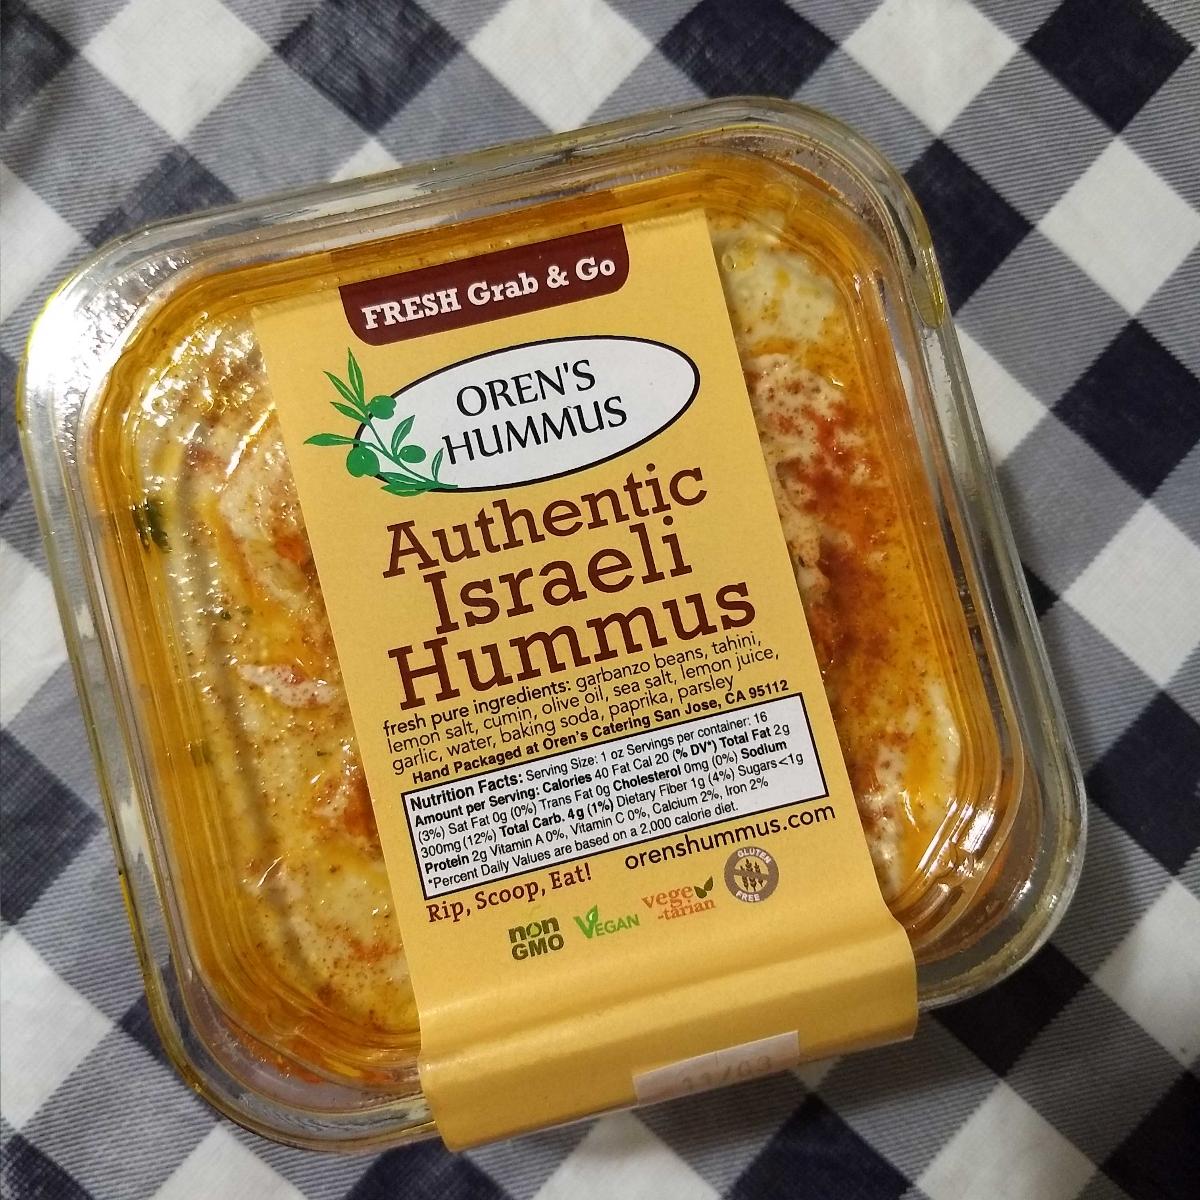 FRESH Grab & Go
OREN'S
HUMMUS
Authentic
Israeli
Hummus
fresh pure ingredients: garbanzo beans, tahini,
lemon salt, cumin, olive oil, sea salt, lemon juice,
garlic, water, baking soda, paprika, parsley
Hand Packaged at Oren's Catering San Jose, CA 95112
Nutrition Facts: Serving Size: 1 oz Servings per container: 16
Amount per Serving: Calories 40 Fat Cal 20 (% DV*) Total Fat 2g
(3%) Sat Fat 0g (0%) Trans Fat 0g Cholesterol 0mg (0%) Sodium
300mg (12%) Total Carb. 4g (1%) Dietary Fiber 1g (4%) Sugars <1g
Protein 2g Vitamin A 0%, Vitamin C 0%, Calcium 2%, Iron 2%
*Percent Daily Values are based on a 2,000 calorie diet.
Rip, Scoop, Eat!
orenshummus.com
non
GMO
VEGAN
vege
-tarian
GLUTEN
FREE
11/03